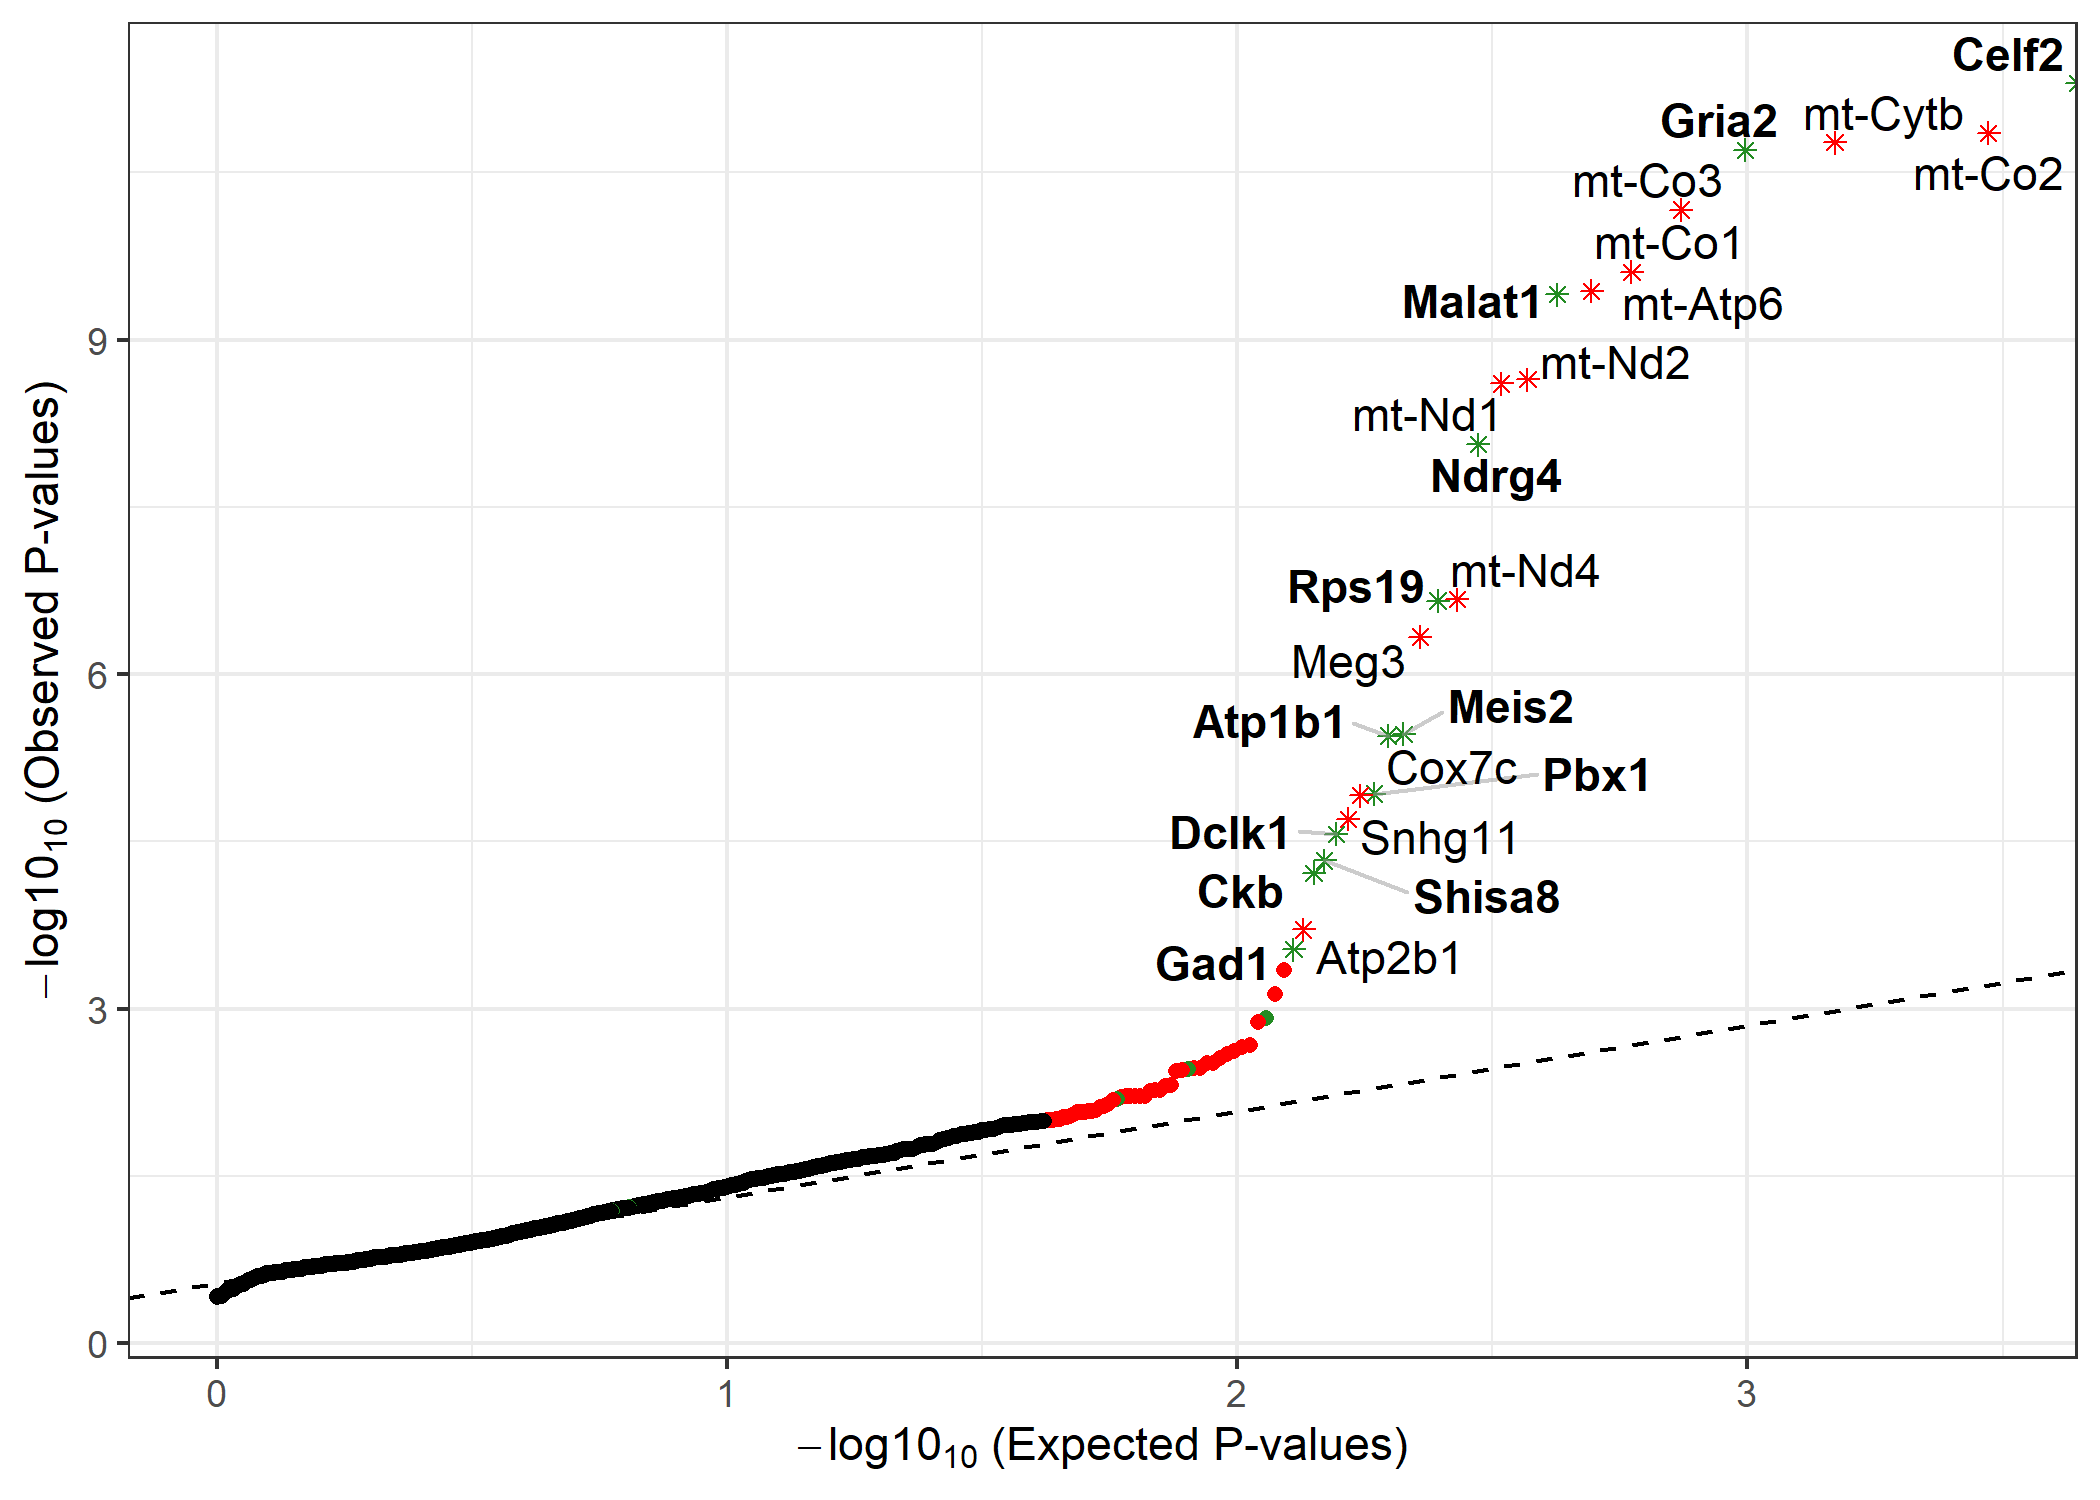 Celf2
Gria2
mt-Cytb
mt-Co2
mt-Co3
mt-Co1
Malat1
mt-Atp6
mt-Nd2
mt-Nd1
Ndrg4
Rps19
mt-Nd4
Meg3
Atp1b1
Meis2
Cox7c
Pbx1
Dclk1
Snhg11
Ckb
Shisa8
Gad1
Atp2b1
9
6
3
0
0
1
2
3
−log10₁₀ (Observed P-values)
−log10₁₀ (Expected P-values)